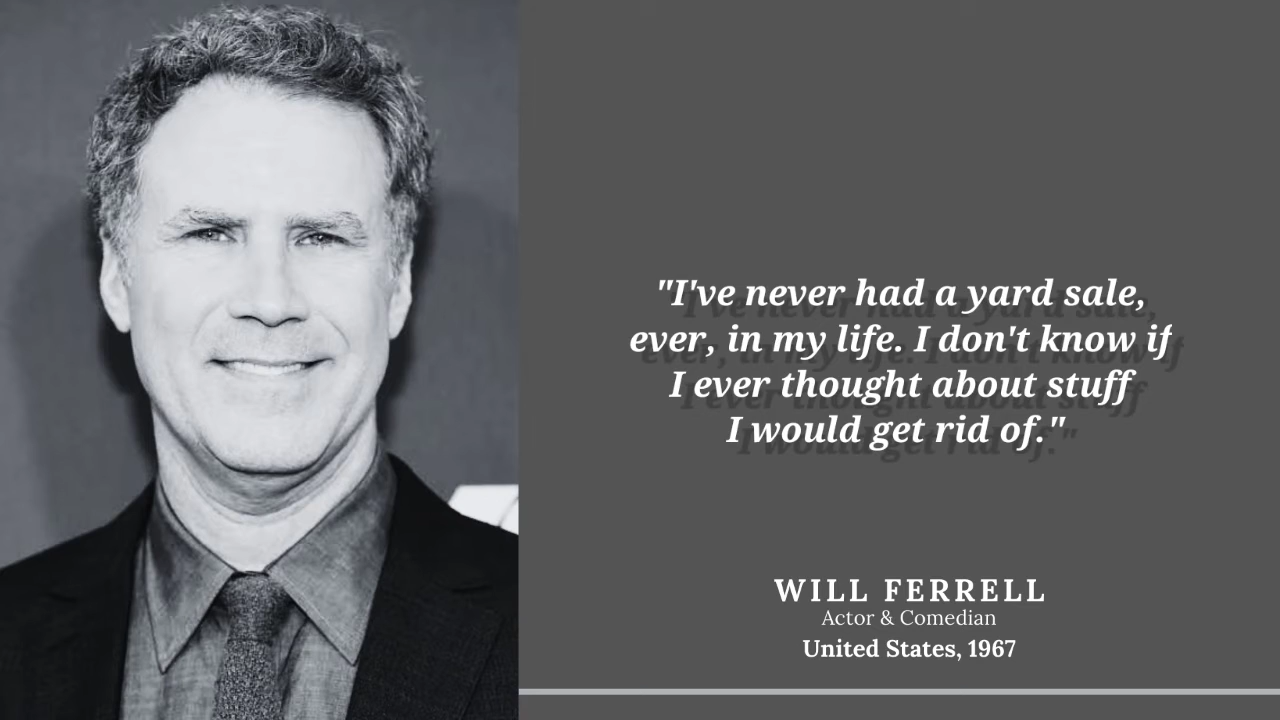 "I've never had a yard sale,
ever, in my life. I don't know if
I ever thought about stuff
I would get rid of."
WILL FERRELL
Actor & Comedian
United States, 1967